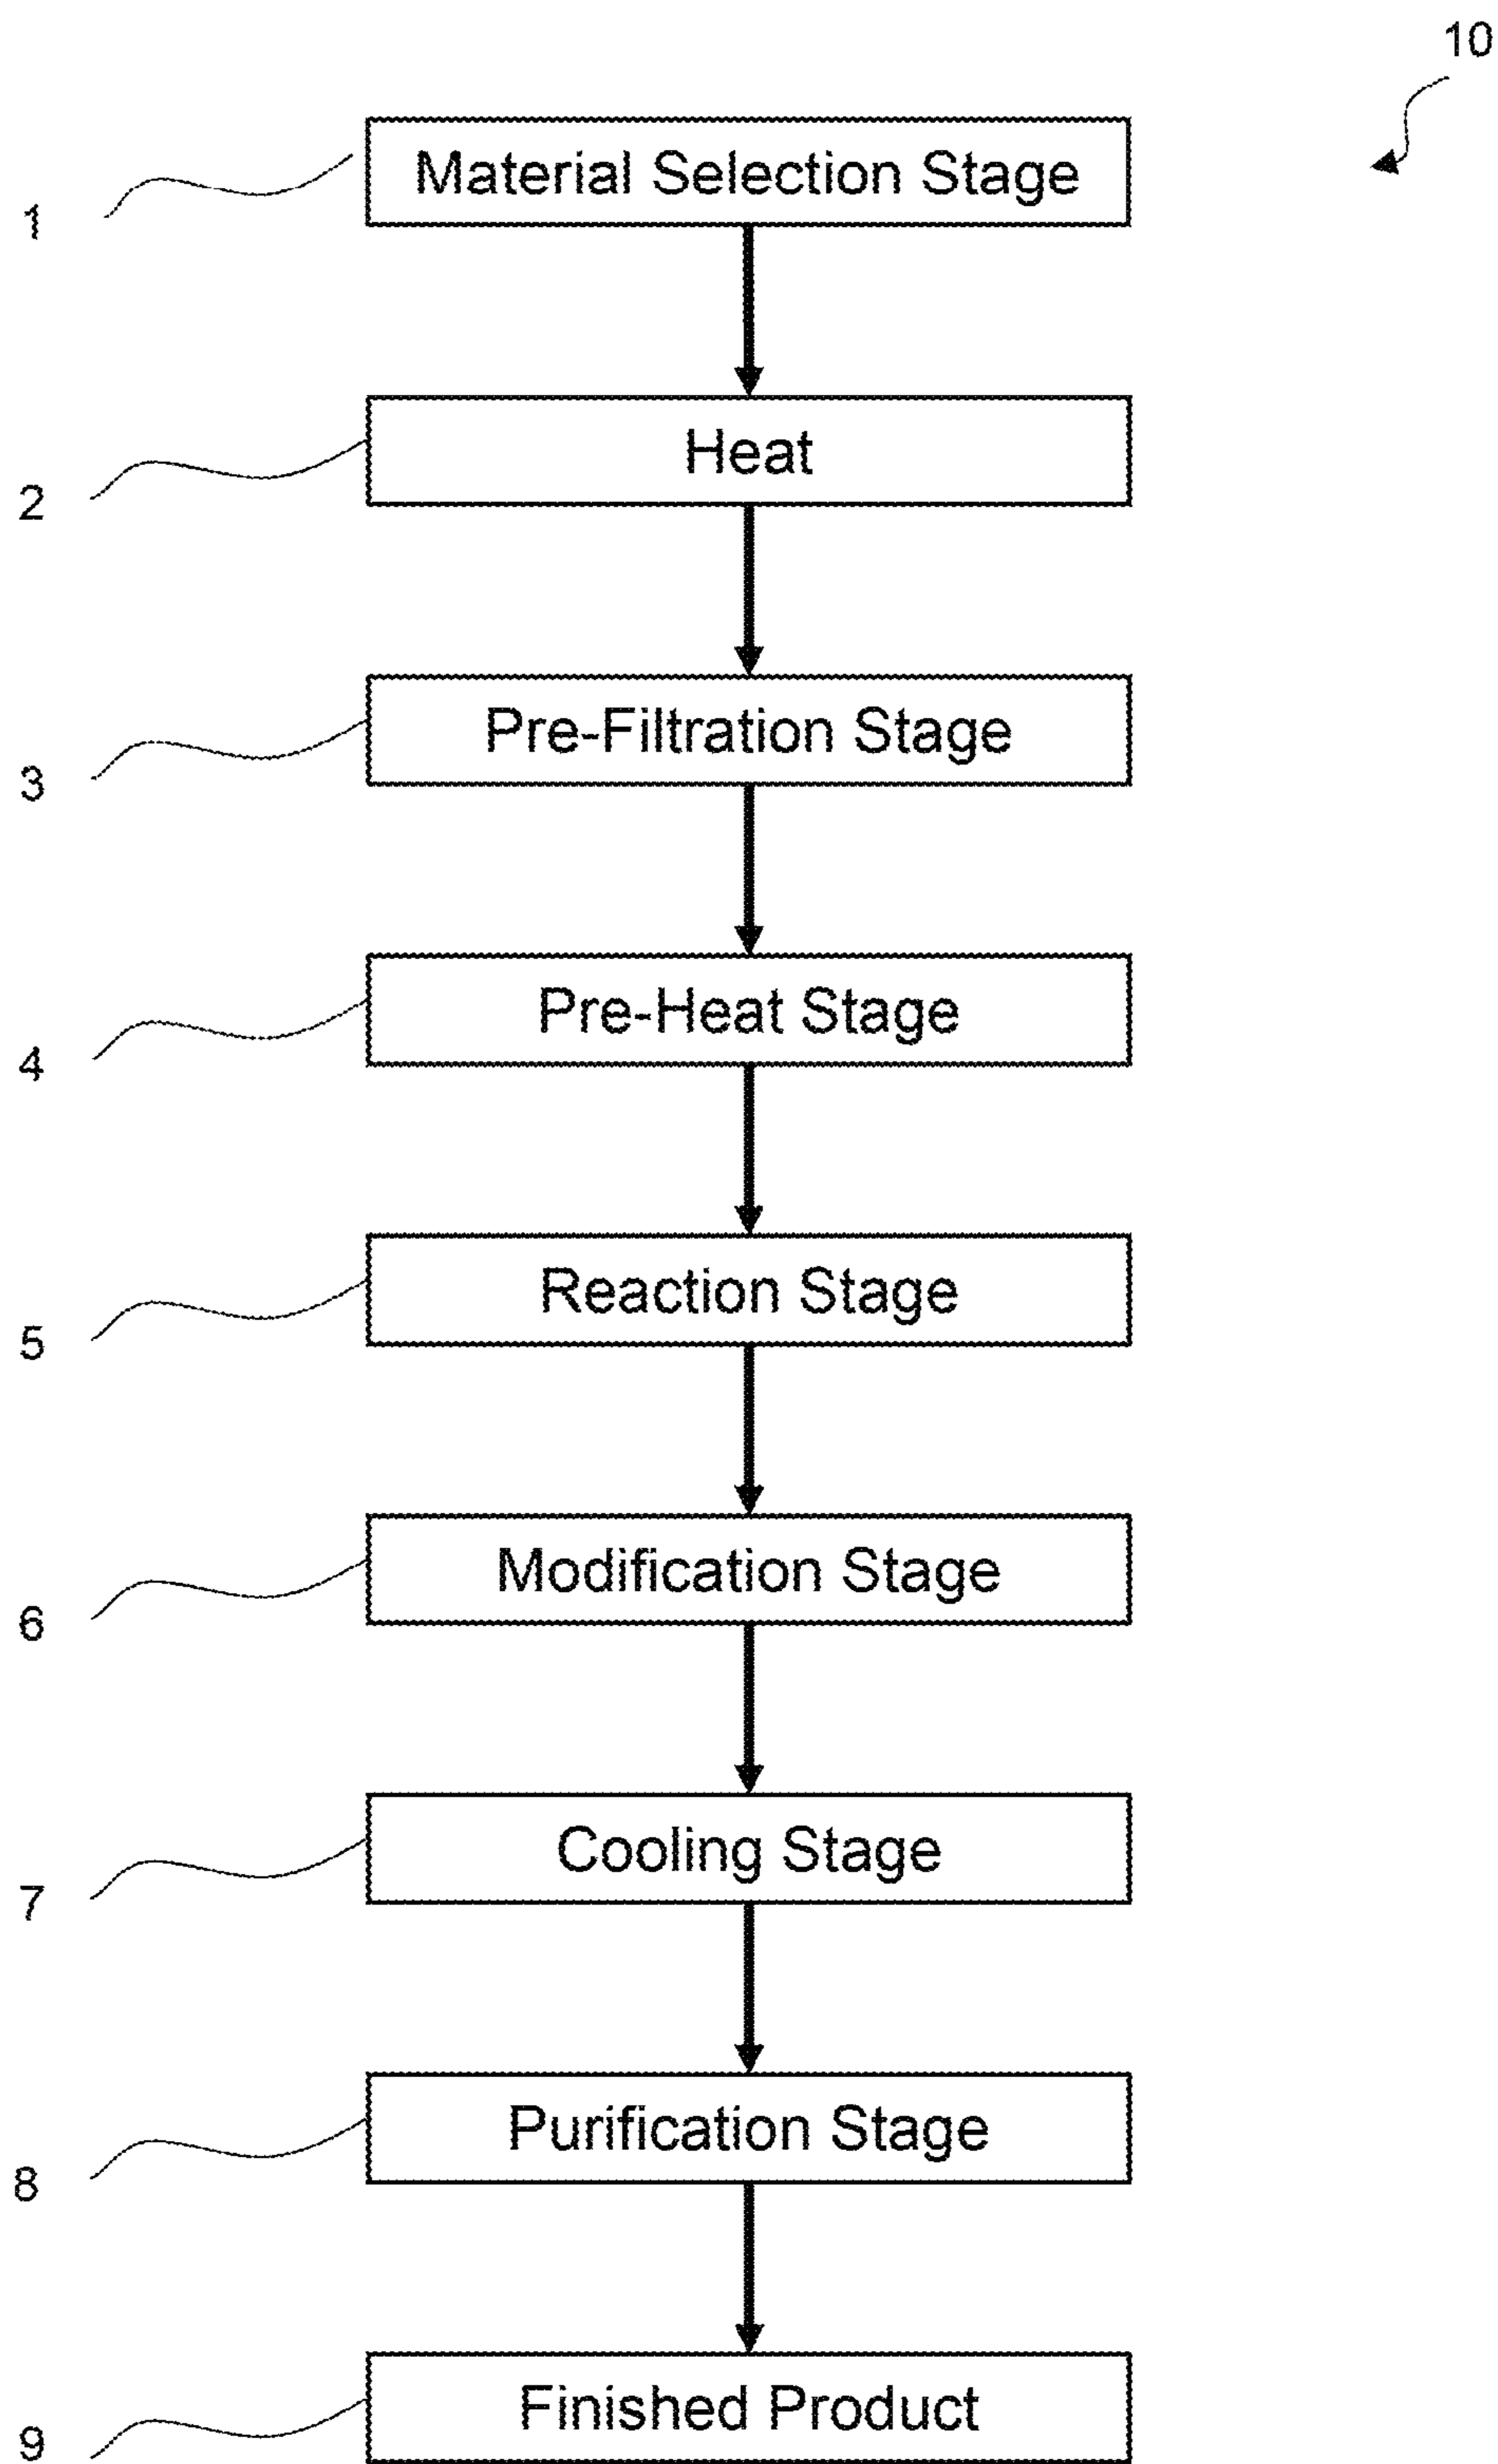 10
Material Selection Stage
1
Heat
2
Pre-Filtration Stage
3
Pre-Heat Stage
4
Reaction Stage
5
Modification Stage
6
Cooling Stage
7
Purification Stage
8
Finished Product
9